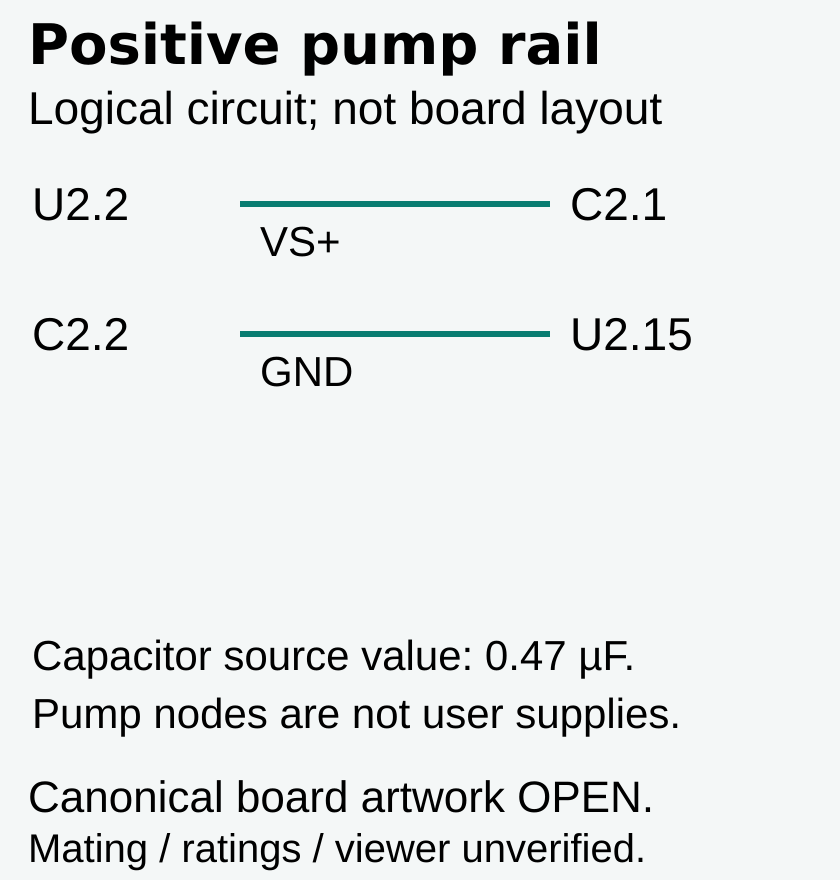 Positive pump rail
Logical circuit; not board layout
U2.2 C2.1
VS+
C2.2 U2.15
GND
Capacitor source value: 0.47 µF.
Pump nodes are not user supplies.
Canonical board artwork OPEN.
Mating / ratings / viewer unverified.